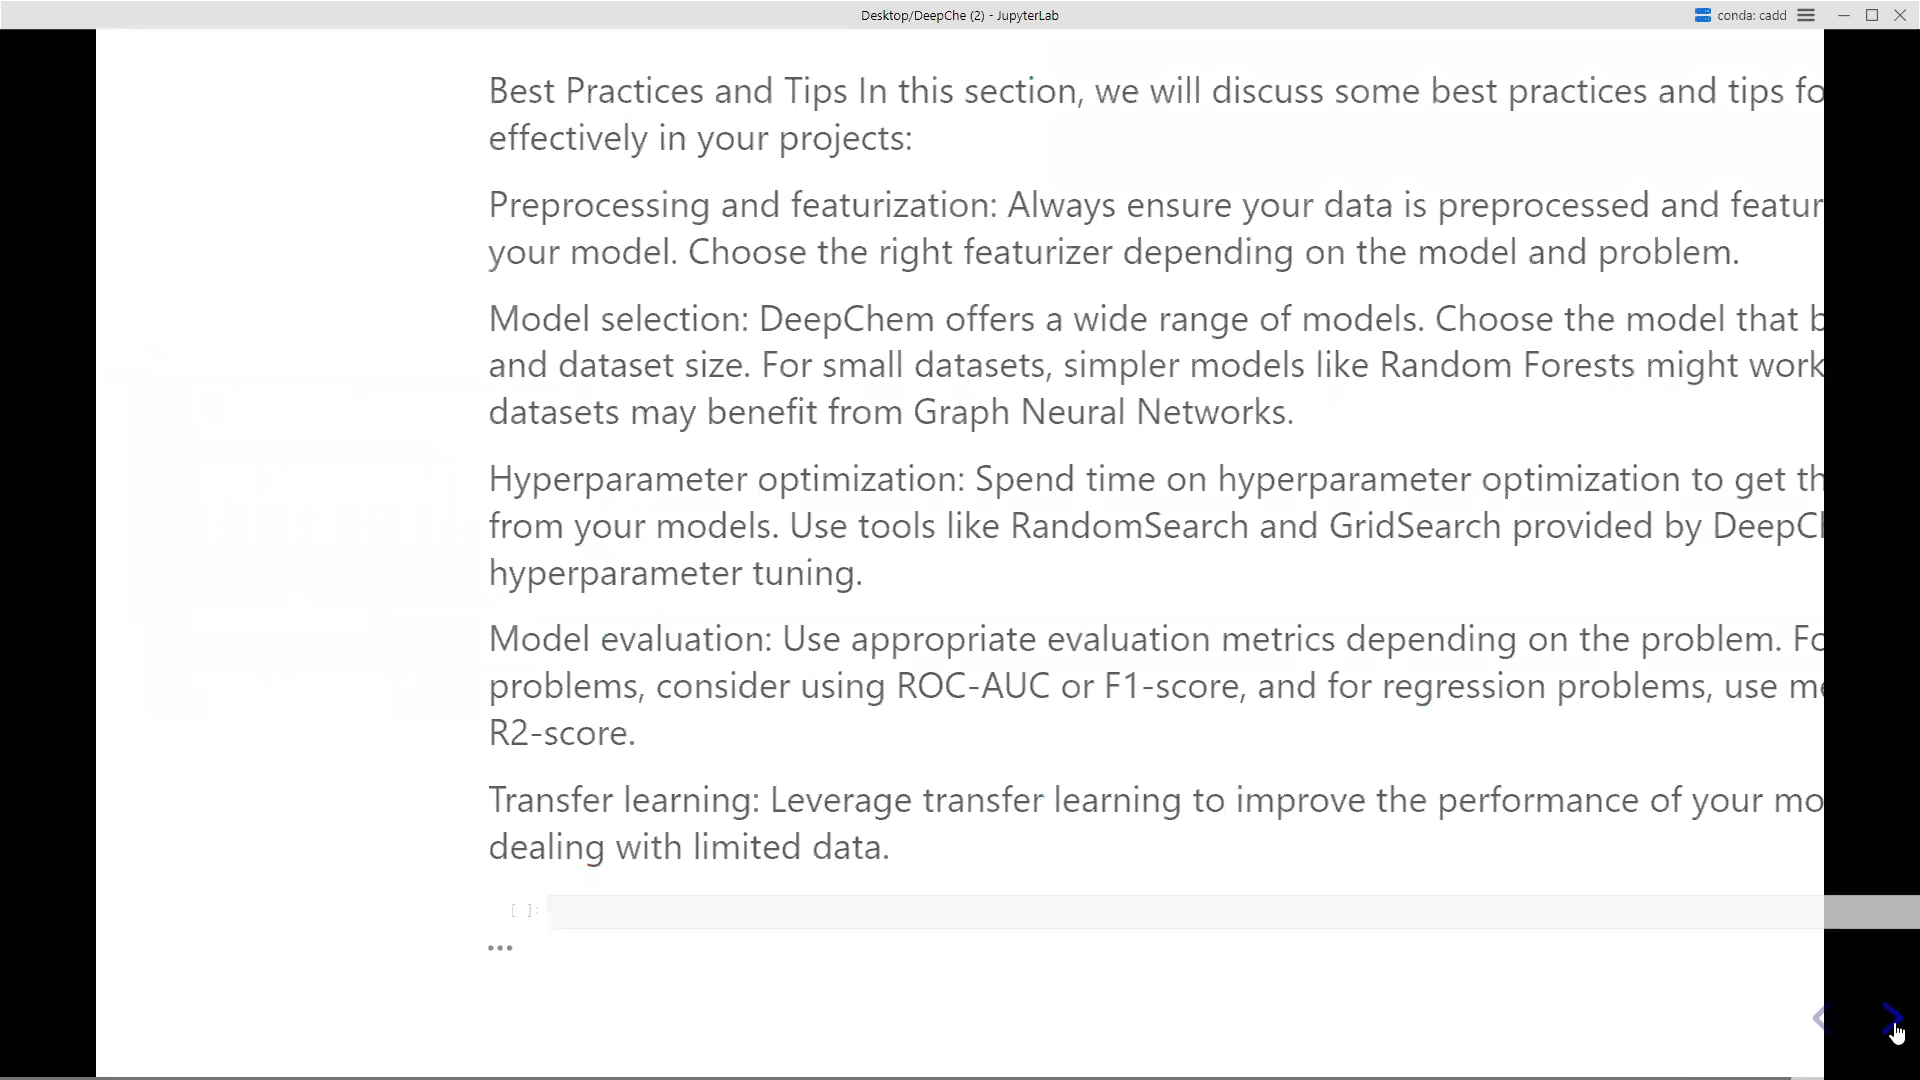 Desktop/DeepChe (2) - JupyterLab
conda: cadd
Best Practices and Tips In this section, we will discuss some best practices and tips
effectively in your projects:
Preprocessing and featurization: Always ensure your data is preprocessed and
your model. Choose the right featurizer depending on the model and problem.
Model selection: DeepChem offers a wide range of models. Choose the model that
and dataset size. For small datasets, simpler models like Random Forests might work
datasets may benefit from Graph Neural Networks.
Hyperparameter optimization: Spend time on hyperparameter optimization to get
from your models. Use tools like RandomSearch and GridSearch provided by
hyperparameter tuning.
Model evaluation: Use appropriate evaluation metrics depending on the problem.
problems, consider using ROC-AUC or F1-score, and for regression problems, use
R2-score.
Transfer learning: Leverage transfer learning to improve the performance of your
dealing with limited data.
[ ]: